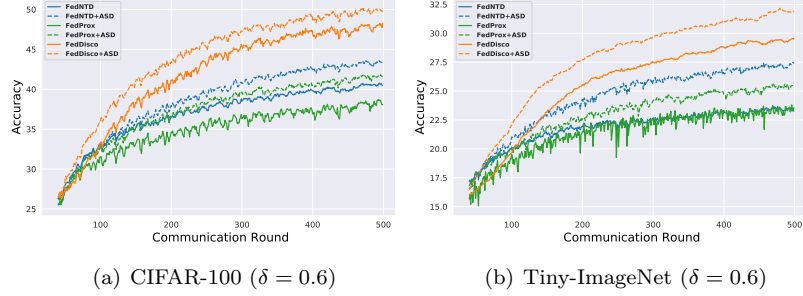 FedNTD
FedNTD+ASD
FedProx
FedProx+ASD
FedDisco
FedDisco+ASD
Accuracy
50
45
40
35
30
25
100
200
300
400
500
Communication Round
(a) CIFAR-100 (δ = 0.6)
FedNTD
FedNTD+ASD
FedProx
FedProx+ASD
FedDisco
FedDisco+ASD
Accuracy
32.5
30.0
27.5
25.0
22.5
20.0
17.5
15.0
100
200
300
400
500
Communication Round
(b) Tiny-ImageNet (δ = 0.6)